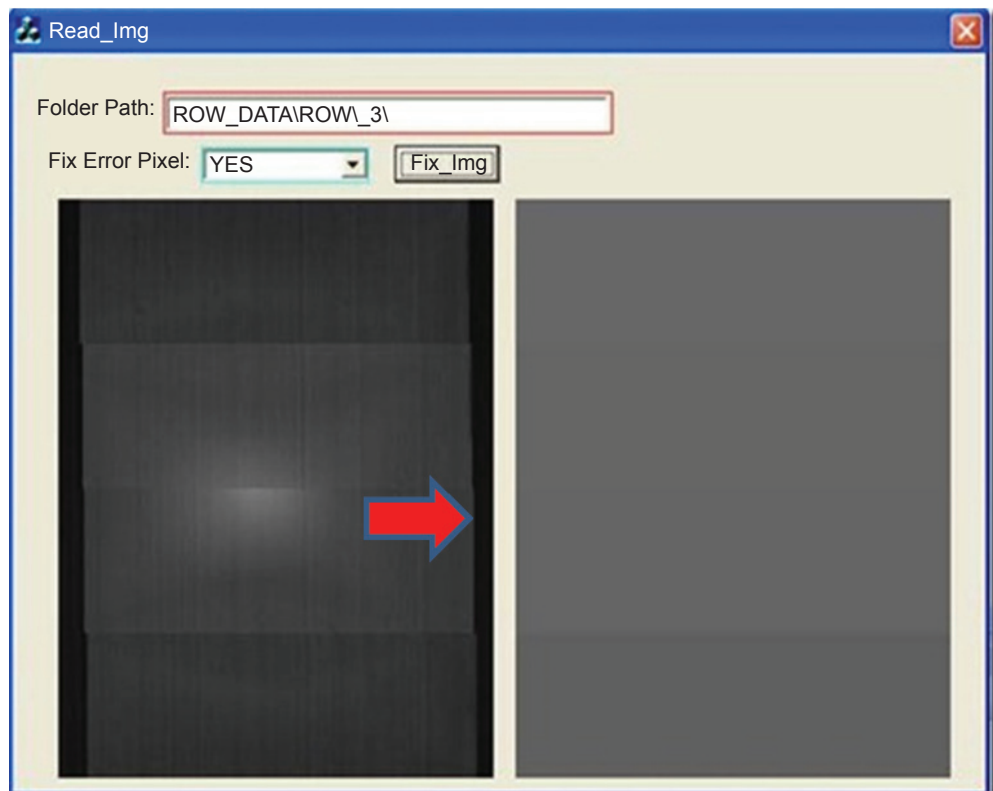 Read_Img
Folder Path: ROW_DATA\ROW\_3\
Fix Error Pixel: YES Fix_Img